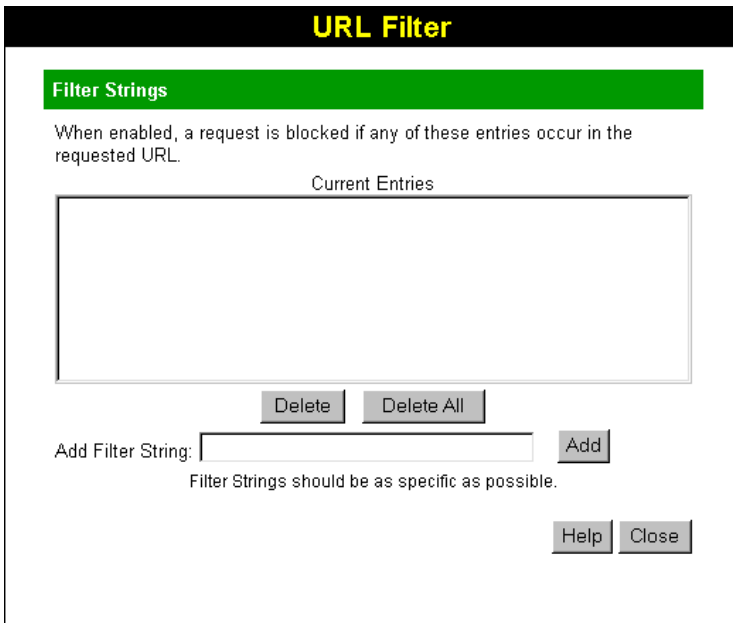 URL Filter
Filter Strings
When enabled, a request is blocked if any of these entries occur in the
requested URL.
Current Entries
Delete Delete All
Add Filter String: Add
Filter Strings should be as specific as possible.
Help Close